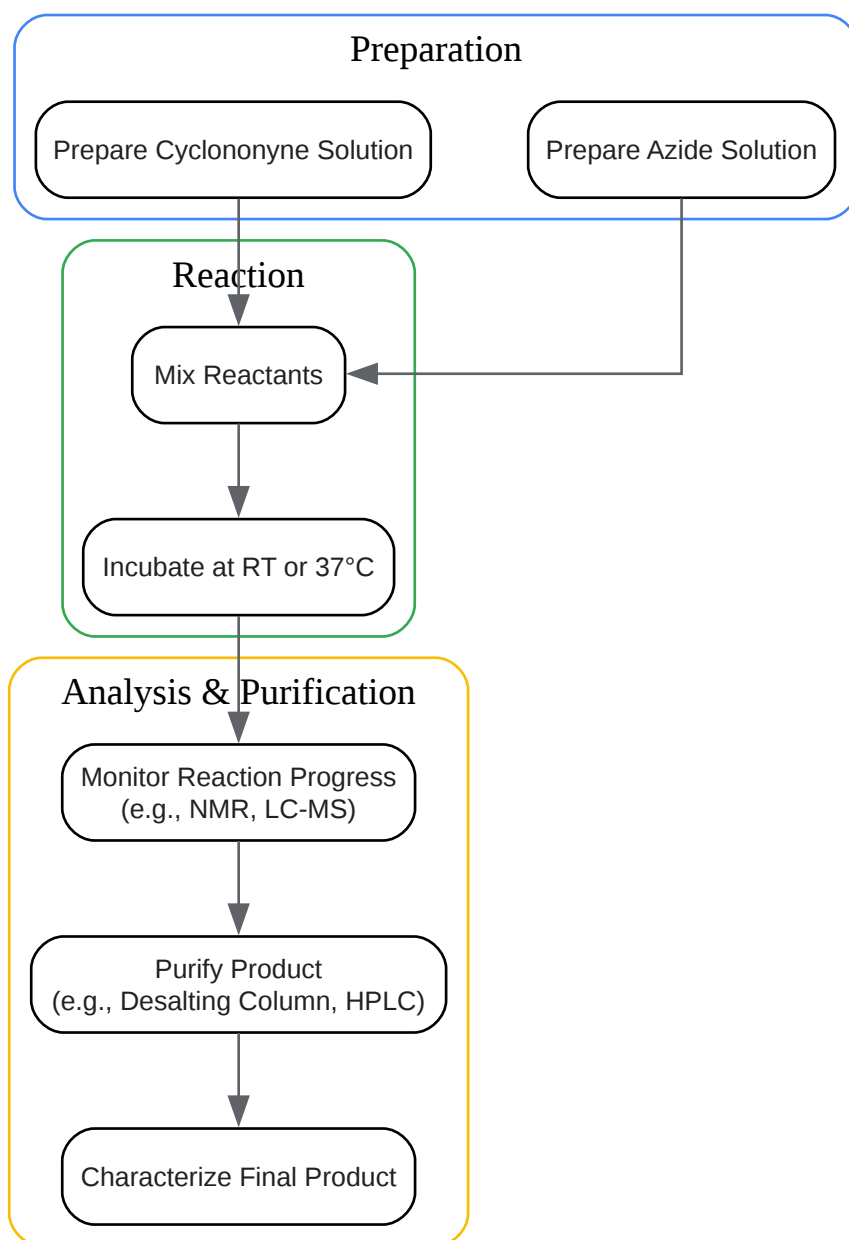 Preparation
Prepare Cyclononyne Solution
Prepare Azide Solution
Reaction
Mix Reactants
Incubate at RT or 37°C
Analysis & Purification
Monitor Reaction Progress
(e.g., NMR, LC-MS)
Purify Product
(e.g., Desalting Column, HPLC)
Characterize Final Product